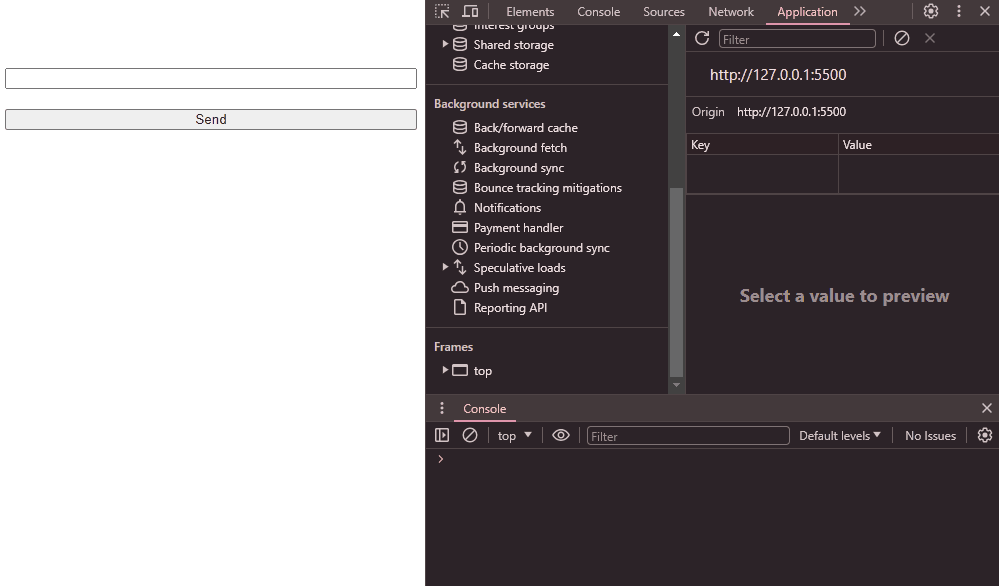 Send
Elements Console Sources Network Application
Interest groups
Shared storage
Cache storage
Background services
Back/forward cache
Background fetch
Background sync
Bounce tracking mitigations
Notifications
Payment handler
Periodic background sync
Speculative loads
Push messaging
Reporting API
Frames
top
Filter
http://127.0.0.1:5500
Origin http://127.0.0.1:5500
Key Value
Select a value to preview
Console
top Filter Default levels No Issues